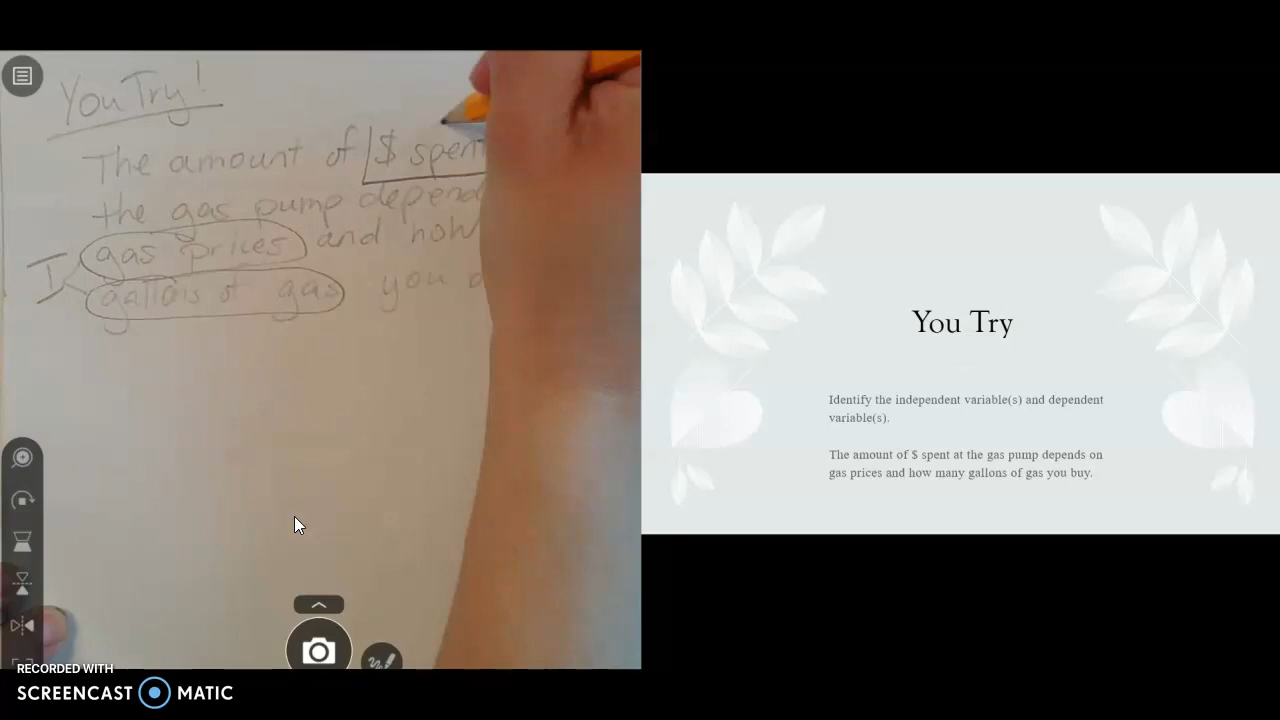 You Try!
The amount of $ spent
the gas pump depend
gas prices and how
I
gallons of gas you
You Try
Identify the independent variable(s) and dependent
variable(s).
The amount of $ spent at the gas pump depends on
gas prices and how many gallons of gas you buy.
RECORDED WITH
SCREENCAST MATIC